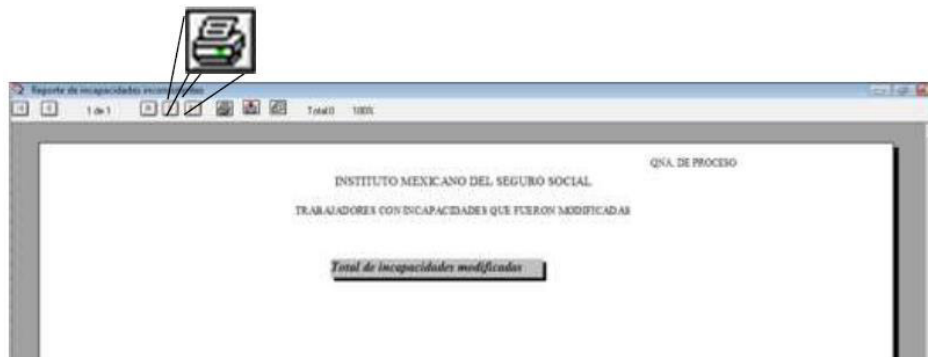 Reporte de incapacidades
1 de 1 Total:0 100%
QNA. DE PROCESO
INSTITUTO MEXICANO DEL SEGURO SOCIAL
TRABAJADORES CON INCAPACIDADES QUE FUERON MODIFICADAS
Total de incapacidades modificadas